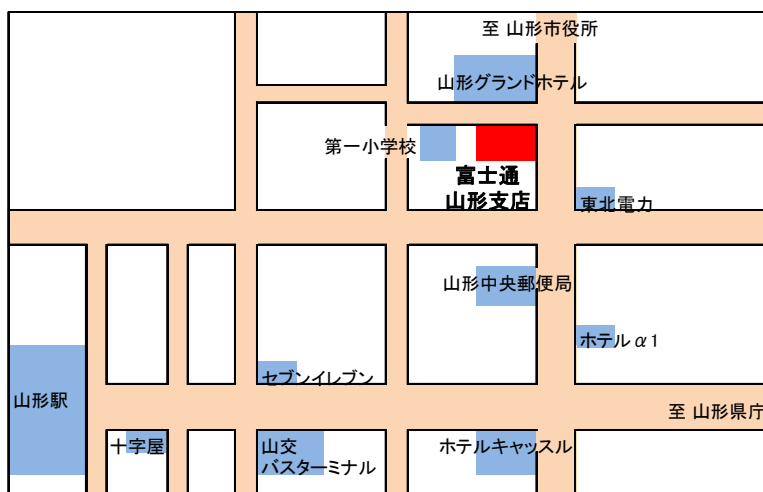 至 山形市役所
山形グランドホテル
第一小学校
富士通
山形支店
東北電力
山形中央郵便局
ホテルα1
セブンイレブン
山形駅
至 山形県庁
十字屋
山交
バスターミナル
ホテルキャッスル